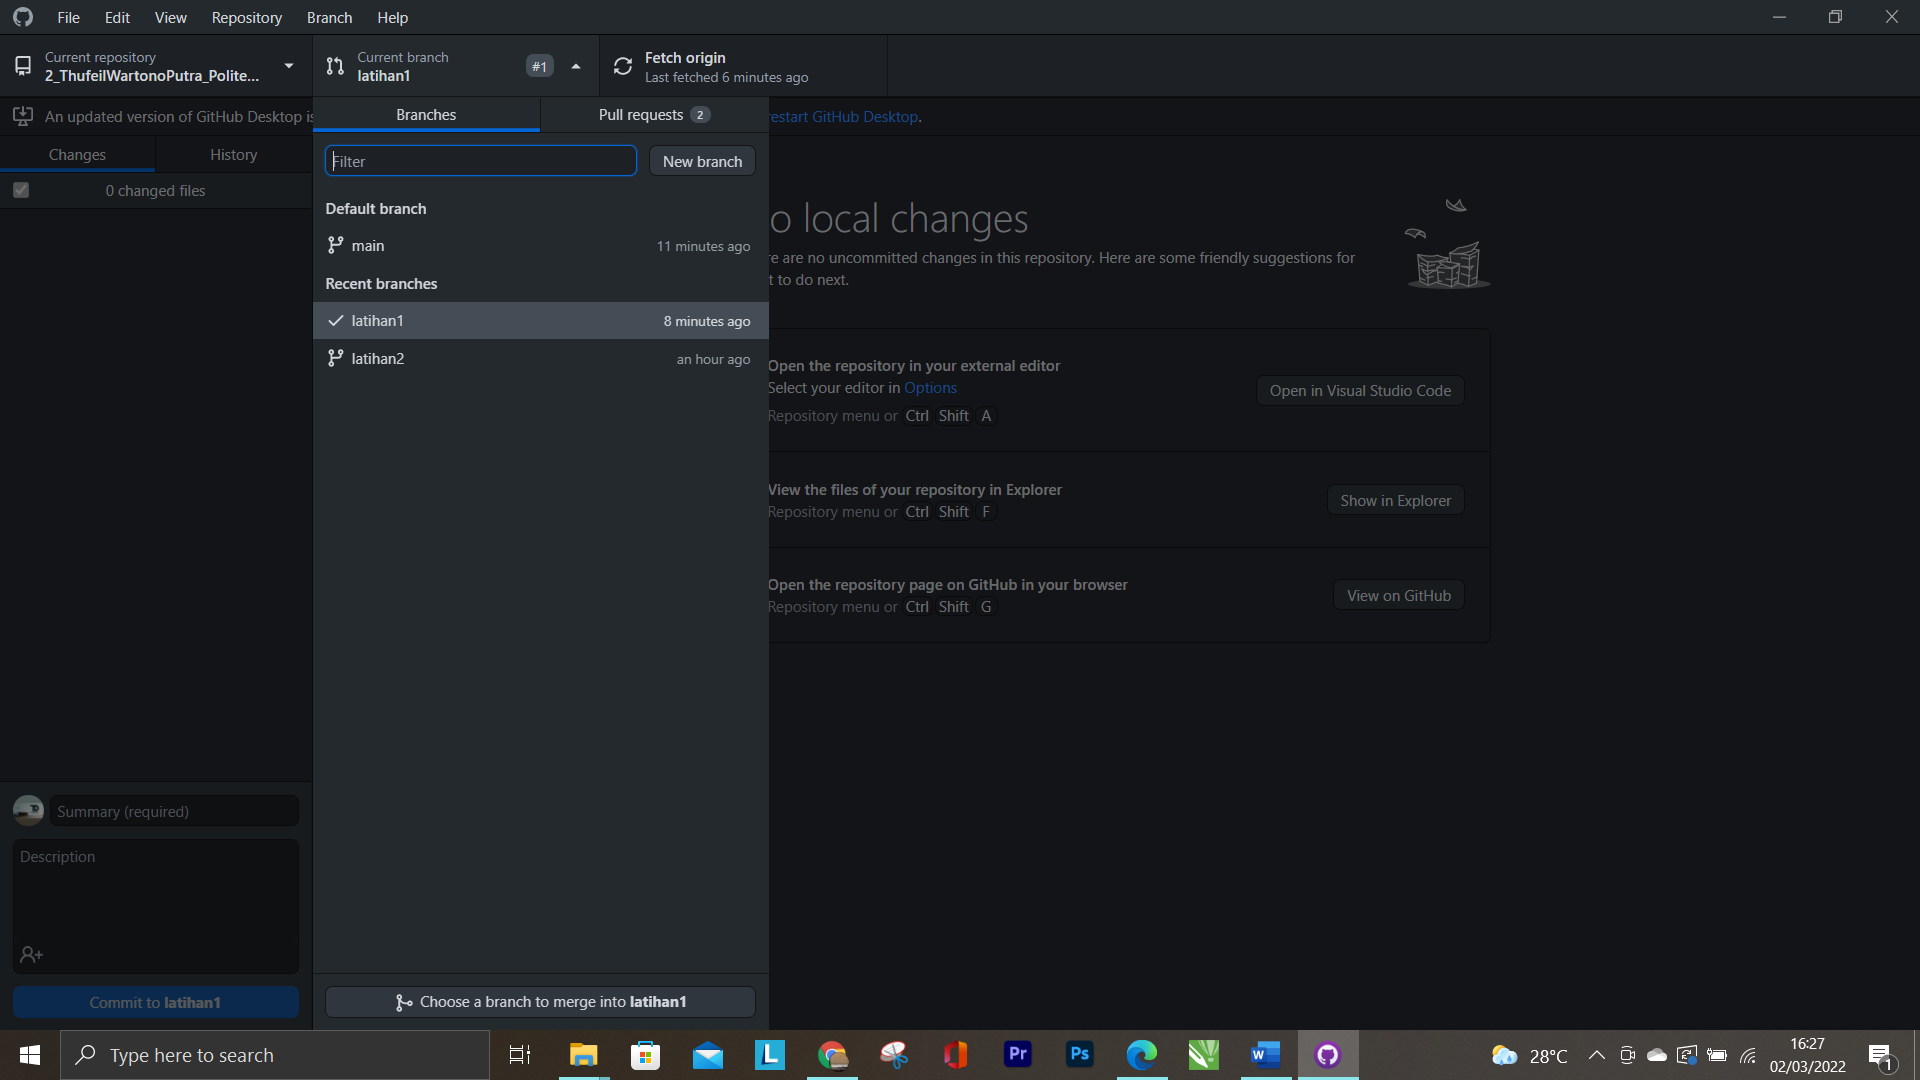 File Edit View Repository Branch Help
Current repository
2_ThufeilWartonoPutra_Polite...
Current branch
latihan1
#1
Fetch origin
Last fetched 6 minutes ago
An updated version of GitHub Desktop is
restart GitHub Desktop.
Branches
Pull requests 2
Changes
History
Filter
New branch
0 changed files
Default branch
main 11 minutes ago
Recent branches
latihan1 8 minutes ago
latihan2 an hour ago
o local changes
re are no uncommitted changes in this repository. Here are some friendly suggestions for
t to do next.
Open the repository in your external editor
Select your editor in Options
Repository menu or Ctrl Shift A
Open in Visual Studio Code
View the files of your repository in Explorer
Repository menu or Ctrl Shift F
Show in Explorer
Open the repository page on GitHub in your browser
Repository menu or Ctrl Shift G
View on GitHub
Summary (required)
Description
Commit to latihan1
Choose a branch to merge into latihan1
Type here to search
L
Pr
Ps
W
28°C
16:27
02/03/2022
1